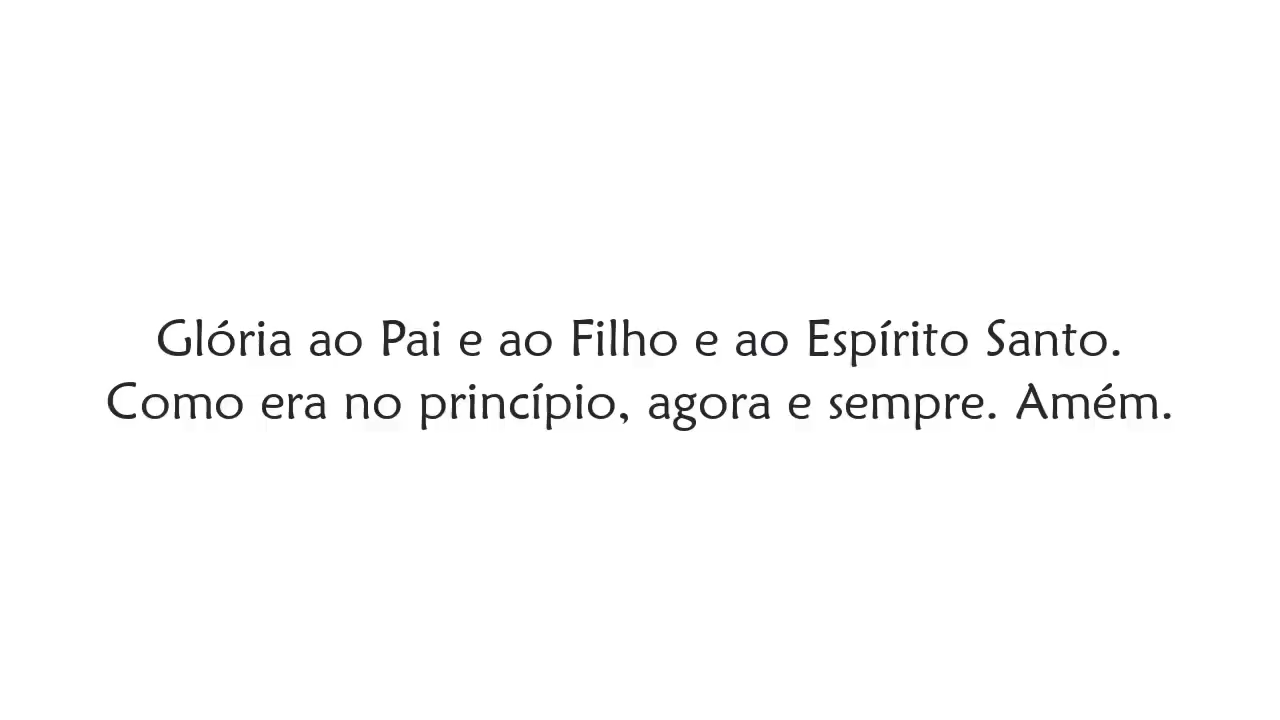 Glória ao Pai e ao Filho e ao Espírito Santo.
Como era no princípio, agora e sempre. Amém.